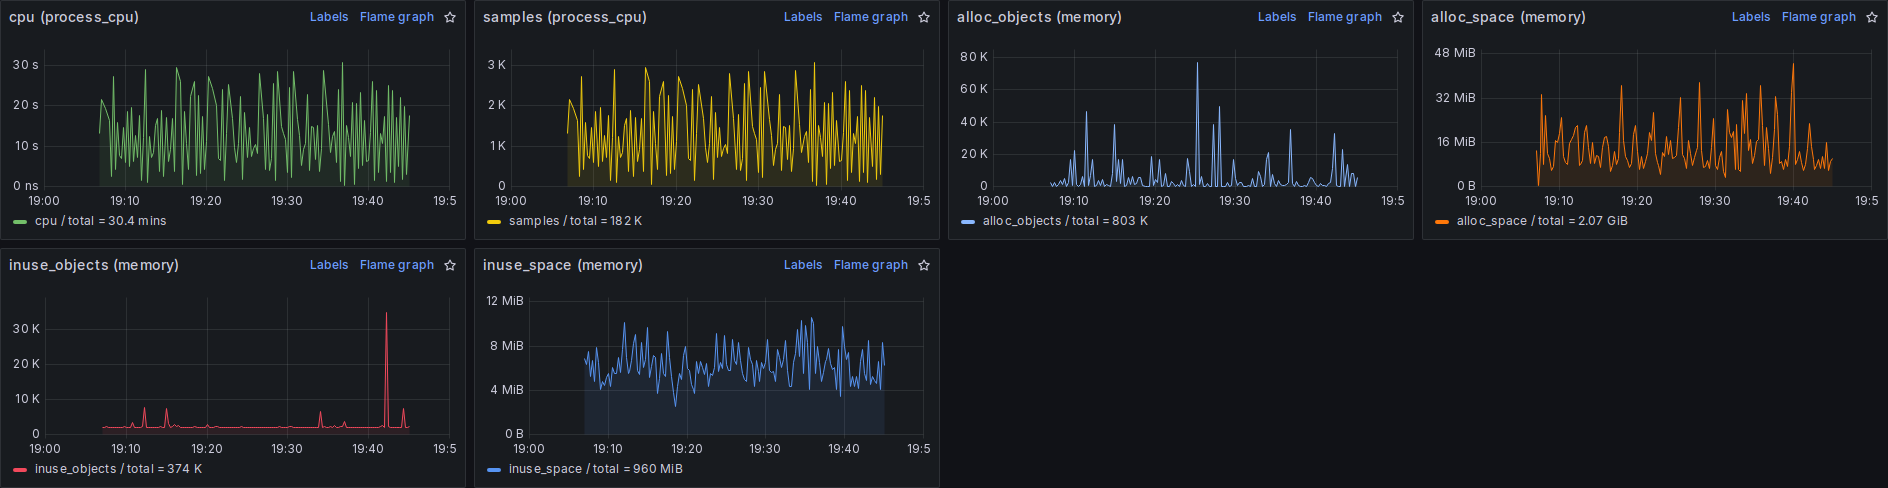 cpu (process_cpu) Labels Flame graph
30 s
20 s
10 s
0 ns
19:00 19:10 19:20 19:30 19:40 19:5
cpu / total = 30.4 mins
samples (process_cpu) Labels Flame graph
3 K
2 K
1 K
0
19:00 19:10 19:20 19:30 19:40 19:5
samples / total = 182 K
alloc_objects (memory) Labels Flame graph
80 K
60 K
40 K
20 K
0
19:00 19:10 19:20 19:30 19:40 19:5
alloc_objects / total = 803 K
alloc_space (memory) Labels Flame graph
48 MiB
32 MiB
16 MiB
0 B
19:00 19:10 19:20 19:30 19:40 19:5
alloc_space / total = 2.07 GiB
inuse_objects (memory) Labels Flame graph
30 K
20 K
10 K
0
19:00 19:10 19:20 19:30 19:40 19:5
inuse_objects / total = 374 K
inuse_space (memory) Labels Flame graph
12 MiB
8 MiB
4 MiB
0 B
19:00 19:10 19:20 19:30 19:40 19:5
inuse_space / total = 960 MiB